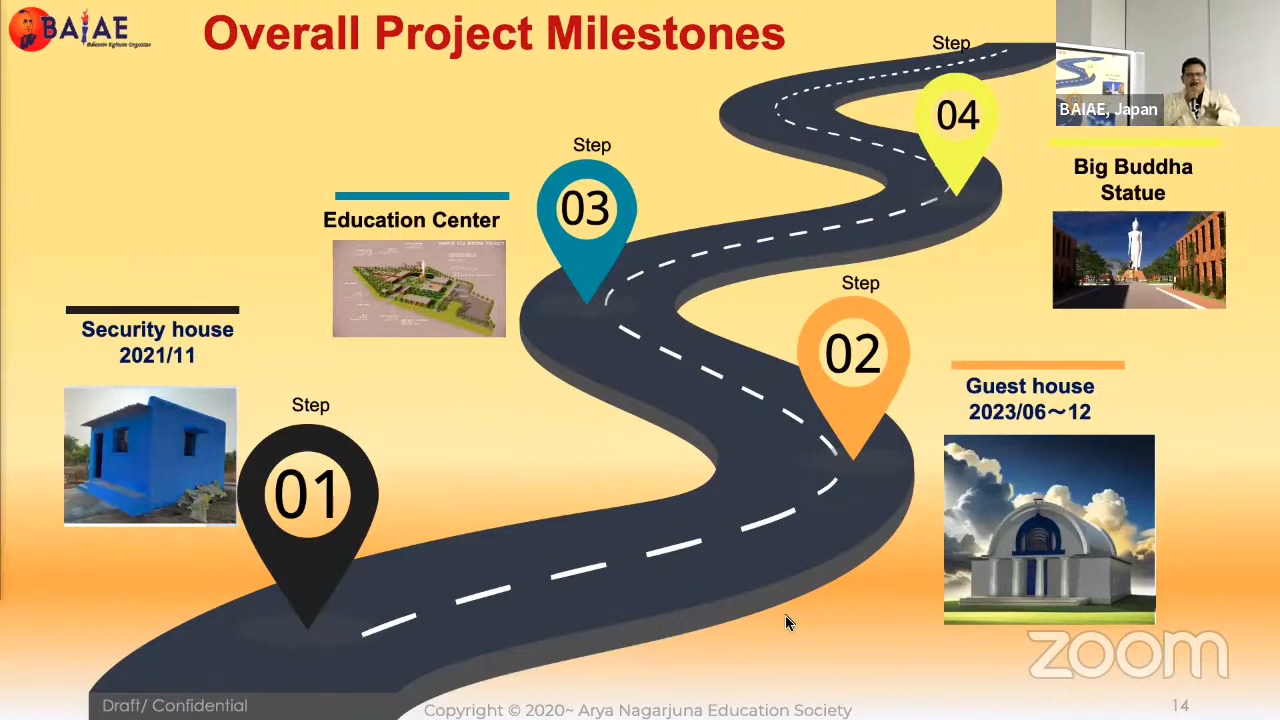 BAIAE
Overall Project Milestones
Step
04
BAIAE, Japan
Big Buddha
Statue
Step
03
Education Center
Step
02
Security house
2021/11
Guest house
2023/06～12
Step
01
zoom
Draft/ Confidential
Copyright © 2020~ Arya Nagarjuna Education Society
14